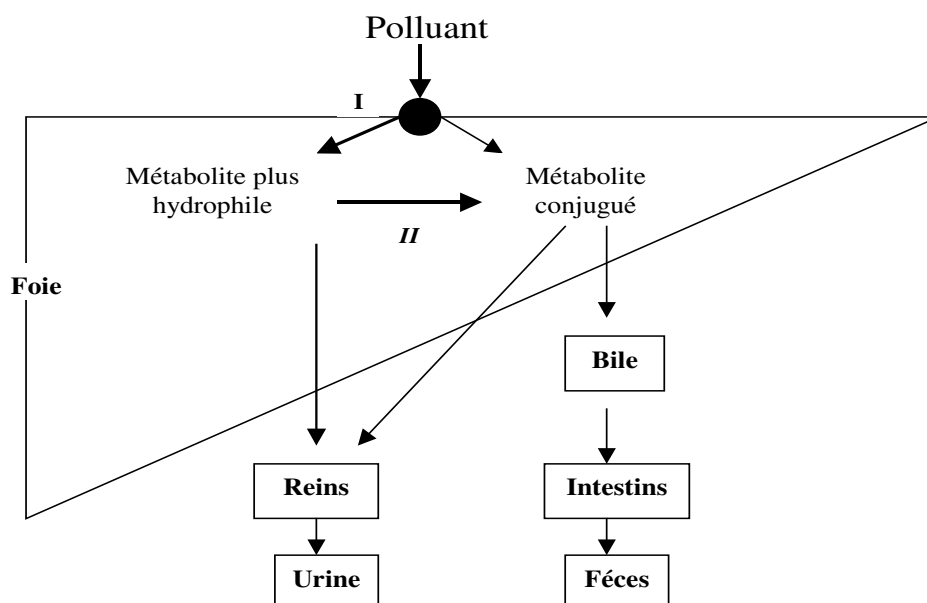 Polluant
I
Métabolite plus
hydrophile
Métabolite
conjugué
II
Foie
Bile
Reins
Intestins
Urine
Féces